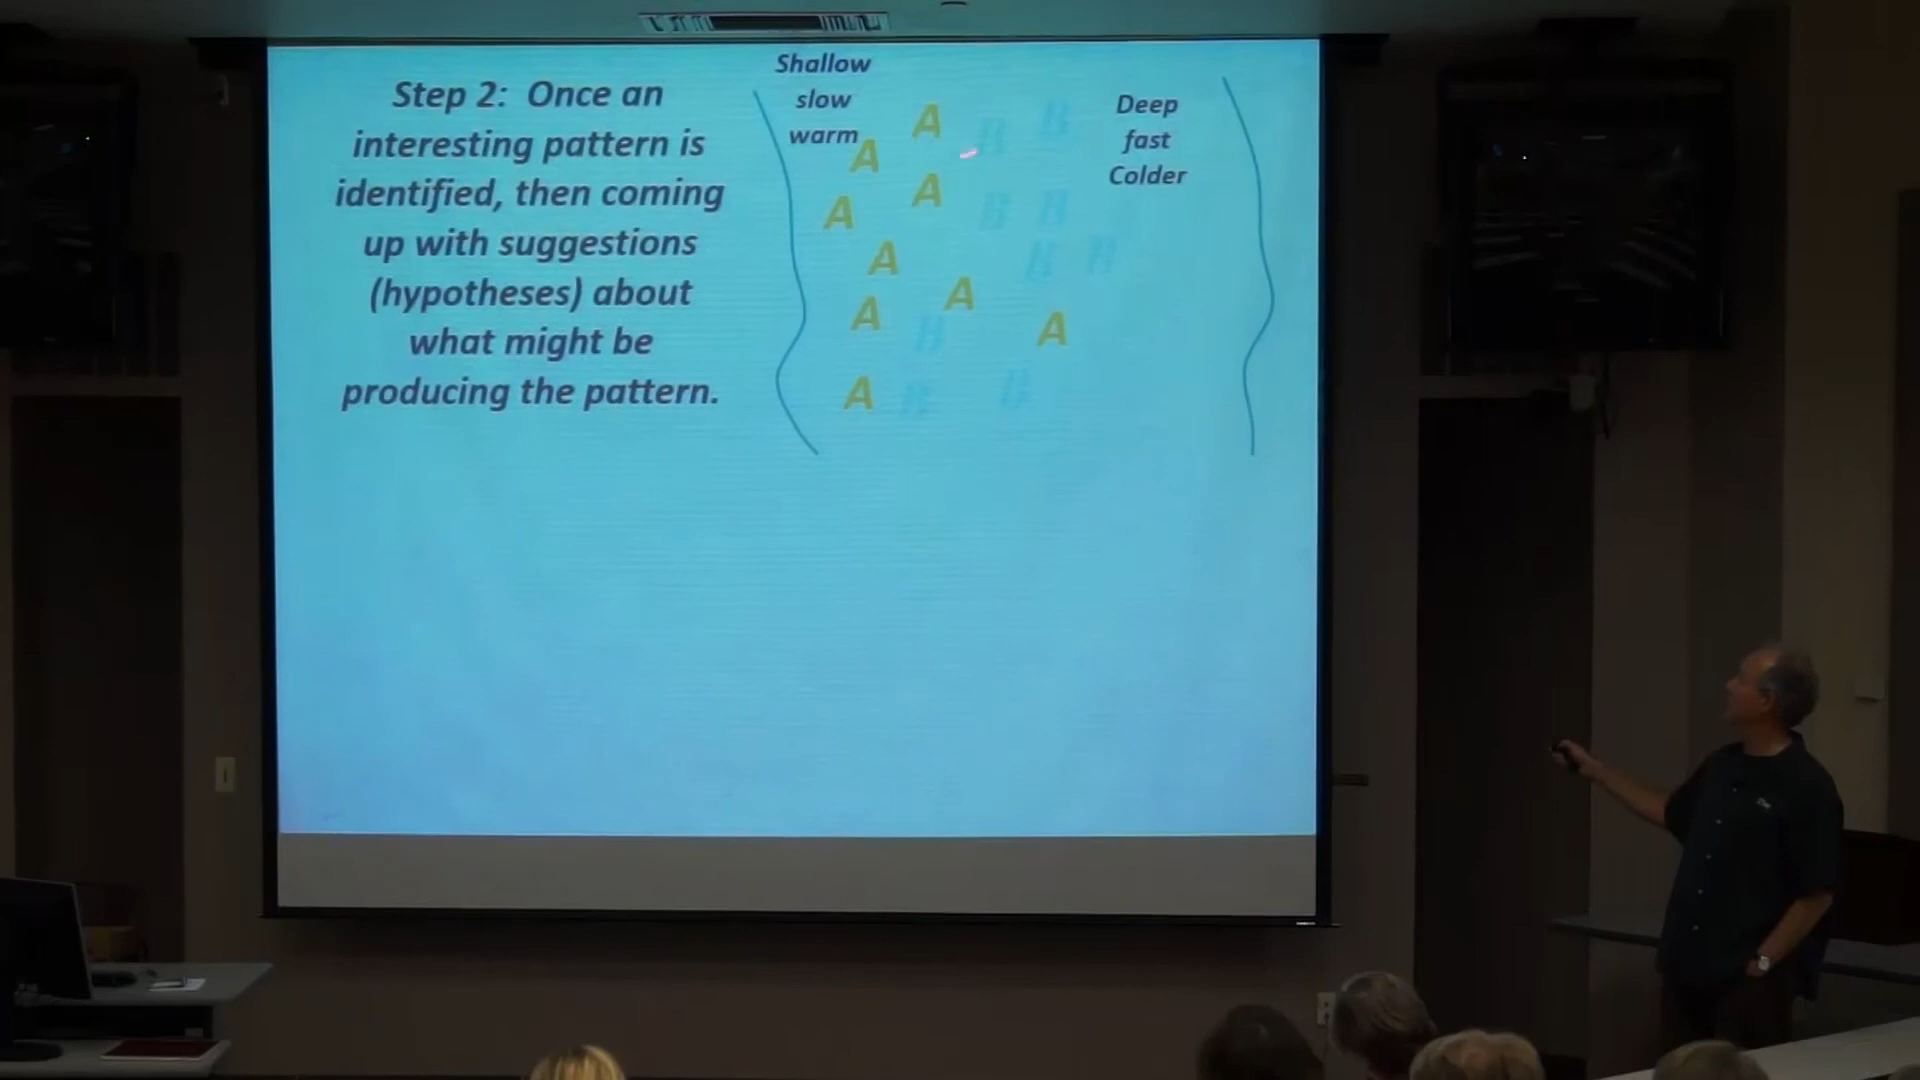 Step 2: Once an
interesting pattern is
identified, then coming
up with suggestions
(hypotheses) about
what might be
producing the pattern.
Shallow
slow
warm
Deep
fast
Colder
A
B
B
A
A
B
B
A
A
B
B
A
A
B
A
A
B
B